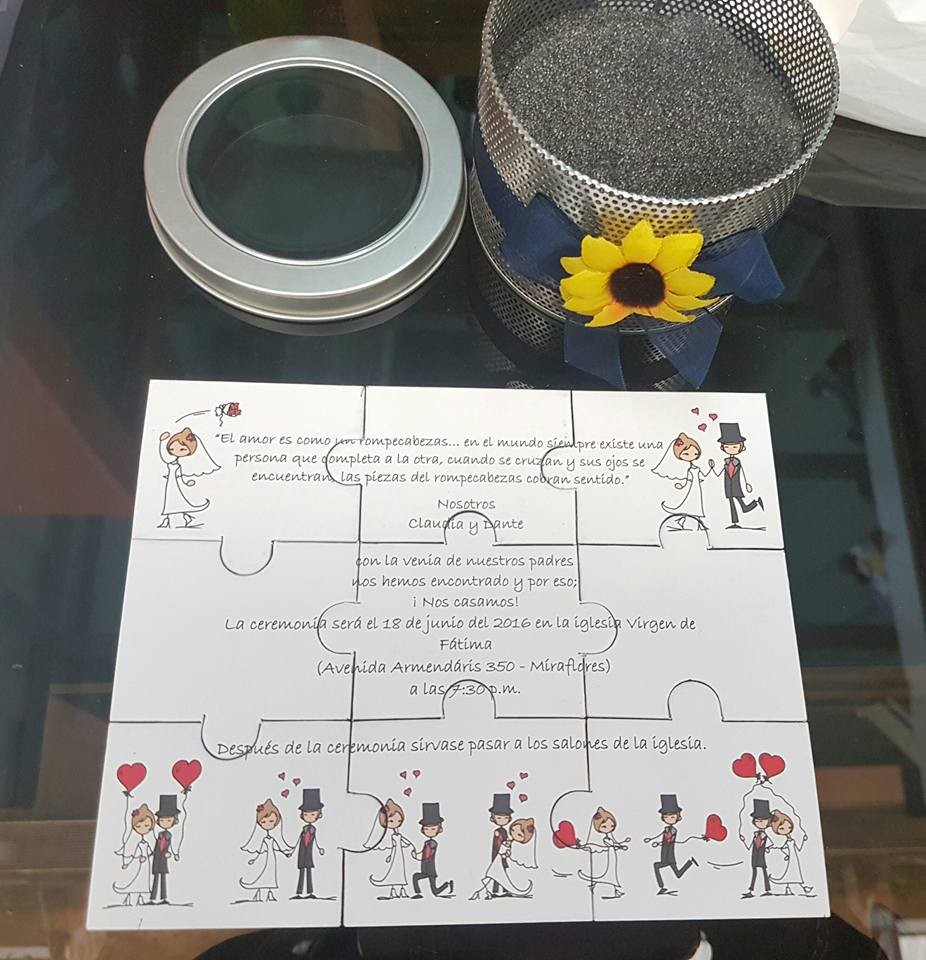 "El amor es como un rompecabezas... en el mundo siempre existe una
persona que completa a la otra, cuando se cruzan y sus ojos se
encuentran, las piezas del rompecabezas cobran sentido."
Nosotros
Claudia y Dante
con la venia de nuestros padres
nos hemos encontrado y por eso;
¡ Nos casamos!
La ceremonia será el 18 de junio del 2016 en la iglesia Virgen de
Fátima
(Avenida Armendáris 350 - Miraflores)
a las 7:30 p.m.
Después de la ceremonia sírvase pasar a los salones de la iglesia.